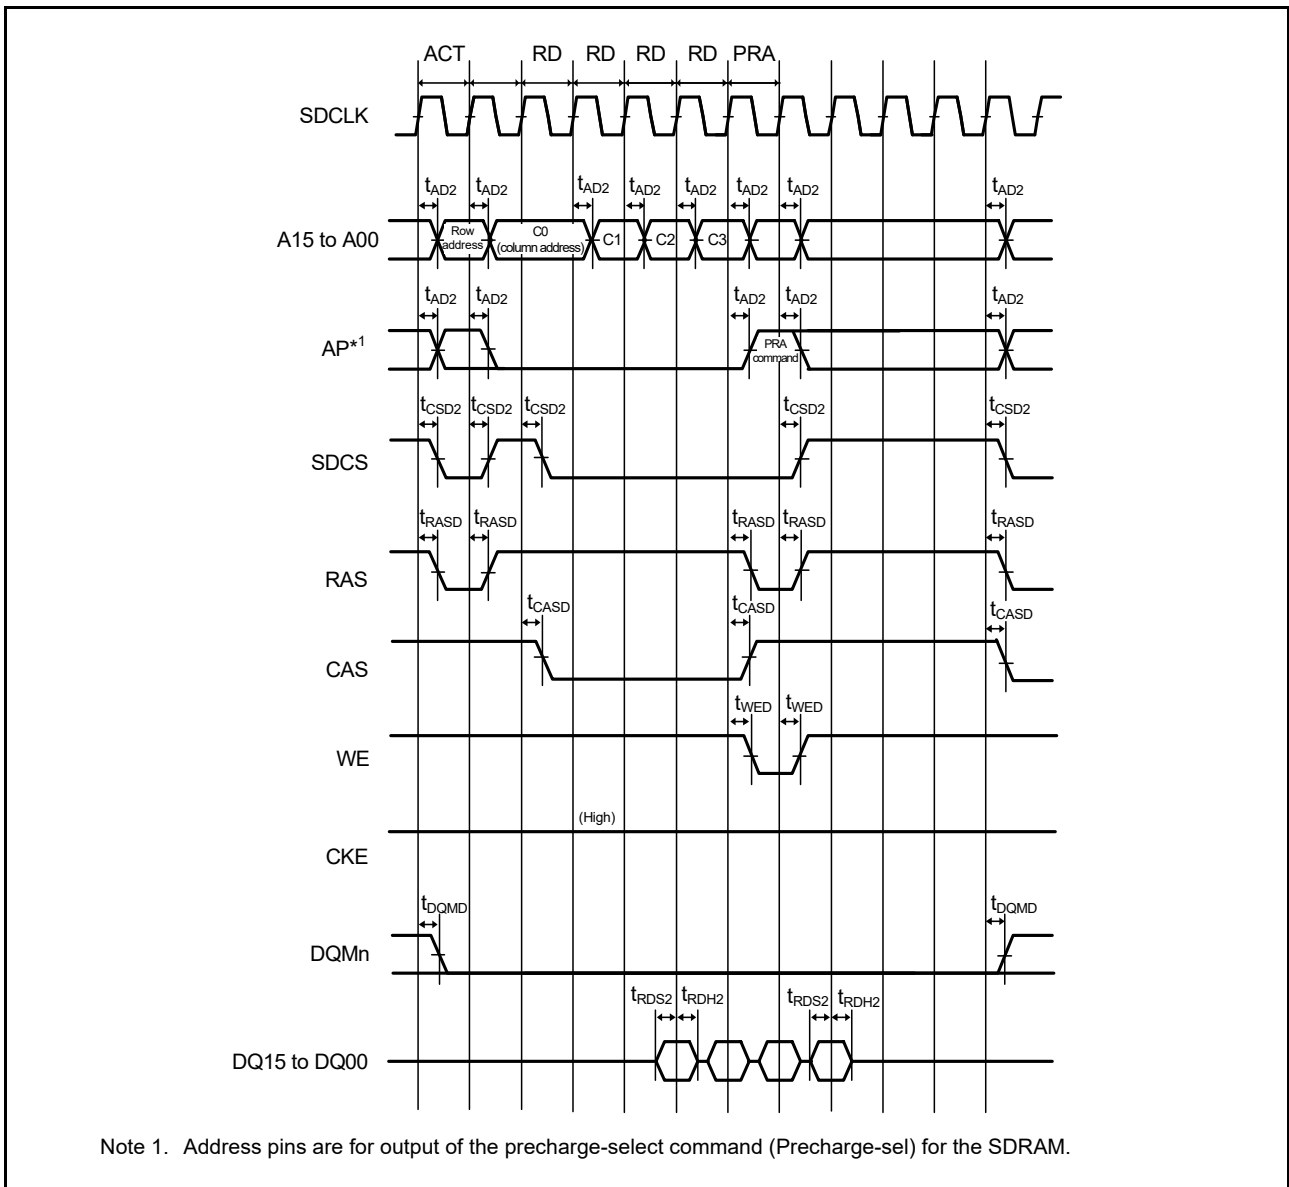 ACT RD RD RD RD PRA
SDCLK
tAD2 tAD2 tAD2 tAD2 tAD2 tAD2 tAD2 tAD2
A15 to A00
Row address
C0 (column address)
C1 C2 C3
tAD2 tAD2 tAD2 tAD2 tAD2
AP*1
PRA command
tCSD2 tCSD2 tCSD2 tCSD2 tCSD2
SDCS
tRASD tRASD tRASD tRASD tRASD
RAS
tCASD tCASD tCASD
CAS
tWED tWED
WE
(High)
CKE
tDQMD tDQMD
DQMn
tRDS2 tRDH2 tRDS2 tRDH2
DQ15 to DQ00
Note 1. Address pins are for output of the precharge-select command (Precharge-sel) for the SDRAM.